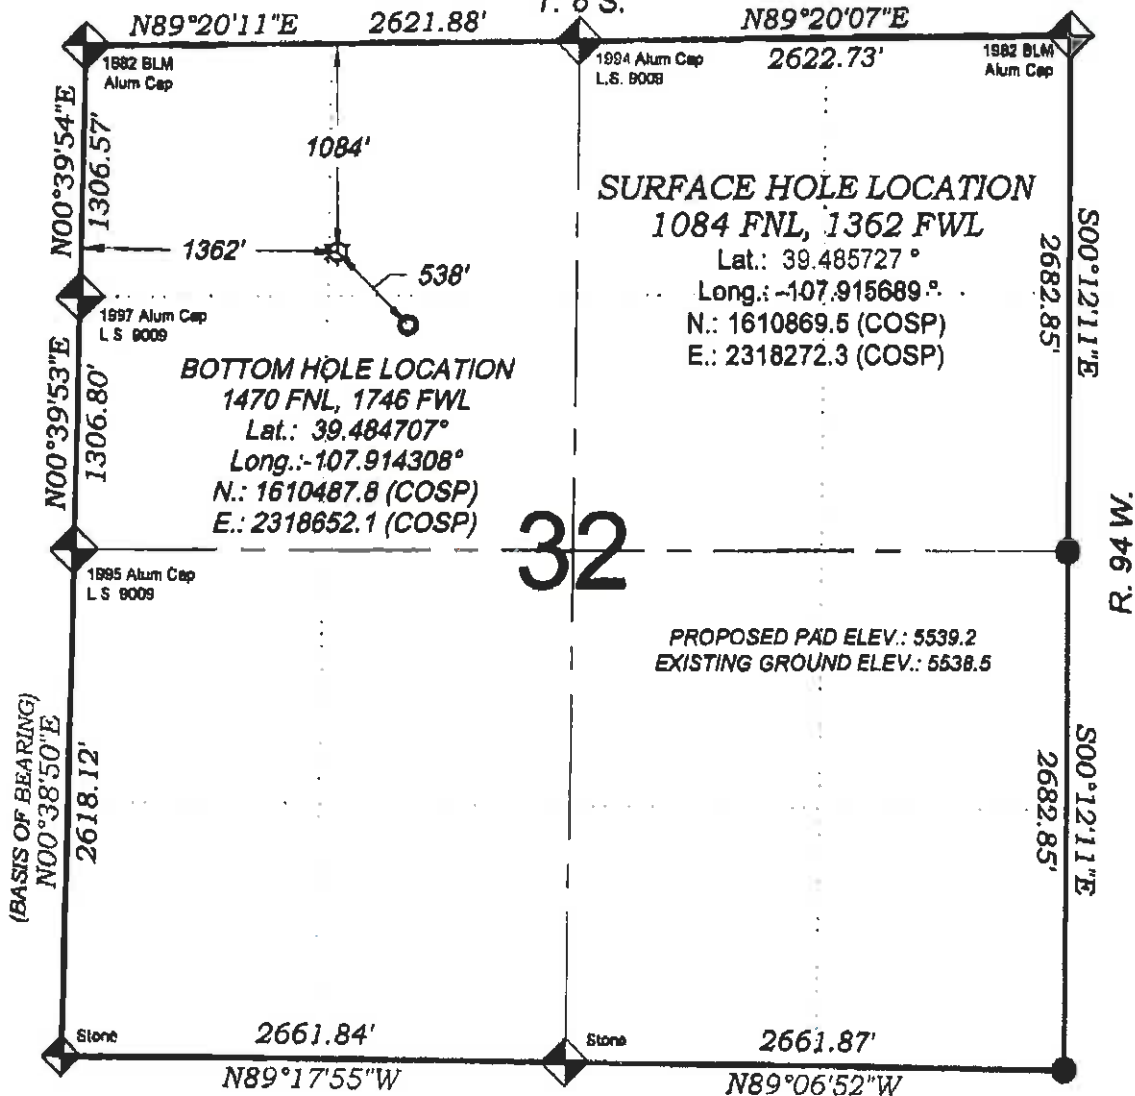 T. 6 S.
N89°20'11"E 2621.88' N89°20'07"E
2622.73'
1982 BLM
Alum Cap
1994 Alum Cap
L.S. 9009
1982 BLM
Alum Cap
N00°39'54"E
1306.57'
1084'
1362'
538'
SURFACE HOLE LOCATION
1084 FNL, 1362 FWL
Lat.: 39.485727 °
Long.: -107.915689 °
N.: 1610869.5 (COSP)
E.: 2318272.3 (COSP)
S00°12'11"E
2682.85'
1997 Alum Cap
L S 9009
N00°39'53"E
1306.80'
BOTTOM HOLE LOCATION
1470 FNL, 1746 FWL
Lat.: 39.484707°
Long.:-107.914308°
N.: 1610487.8 (COSP)
E.: 2318652.1 (COSP)
32
R. 94 W.
1995 Alum Cap
L S 9009
PROPOSED PAD ELEV.: 5539.2
EXISTING GROUND ELEV.: 5538.5
(BASIS OF BEARING)
N00°38'50"E
2618.12'
S00°12'11"E
2682.85'
Stone
2661.84'
Stone
2661.87'
N89°17'55"W
N89°06'52"W